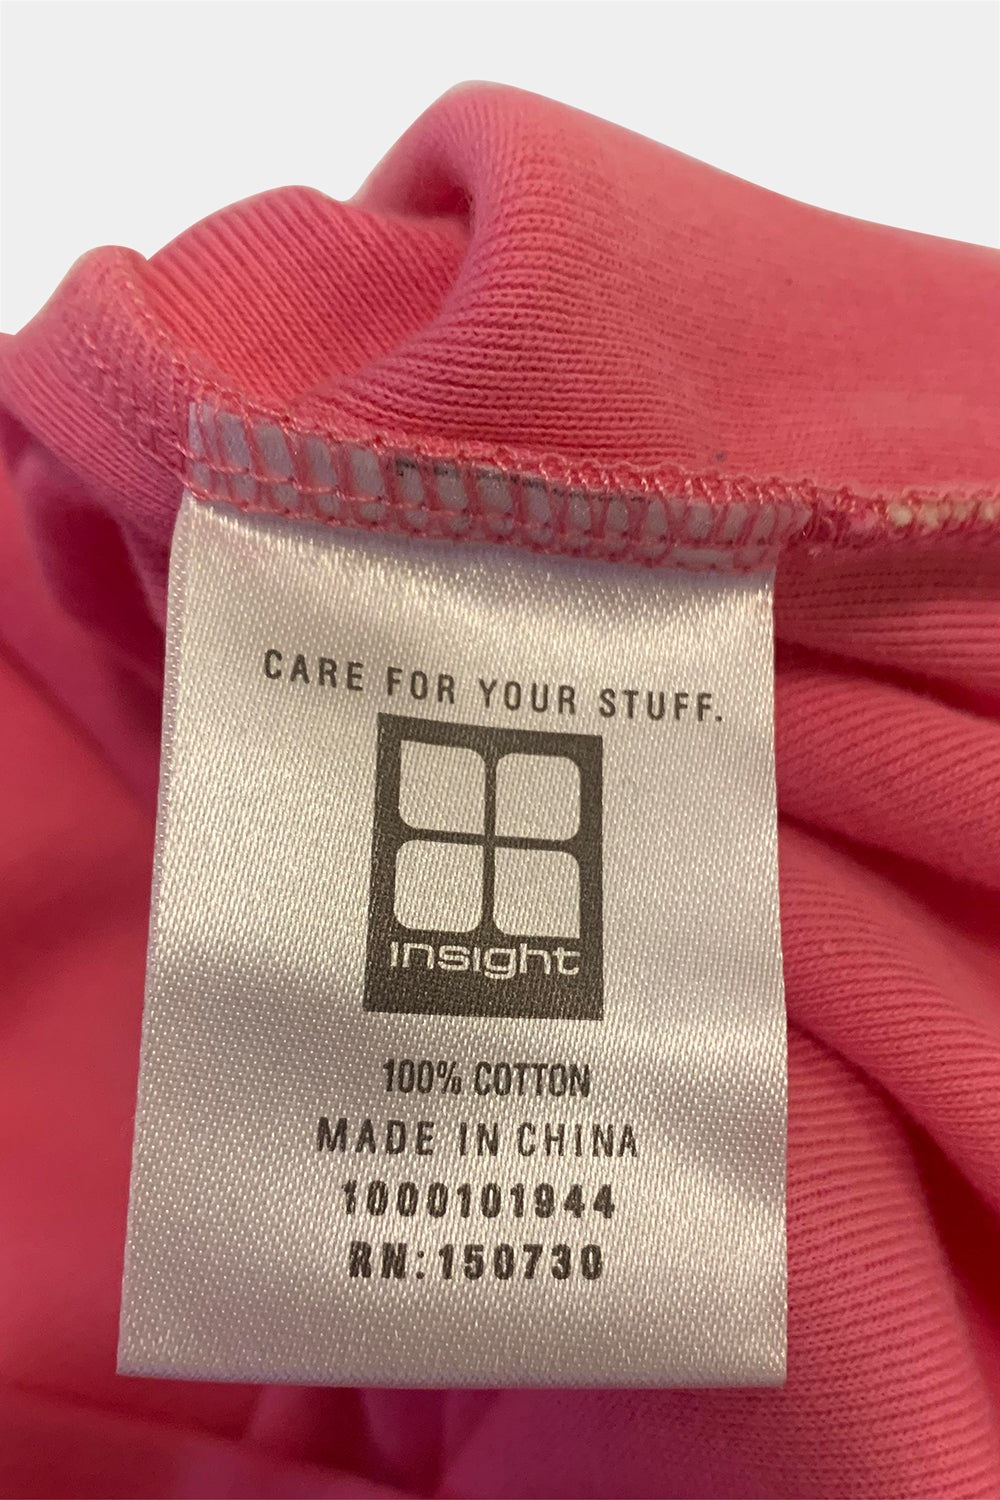 CARE FOR YOUR STUFF.
insight
100% COTTON
MADE IN CHINA
1000101944
RN:150730